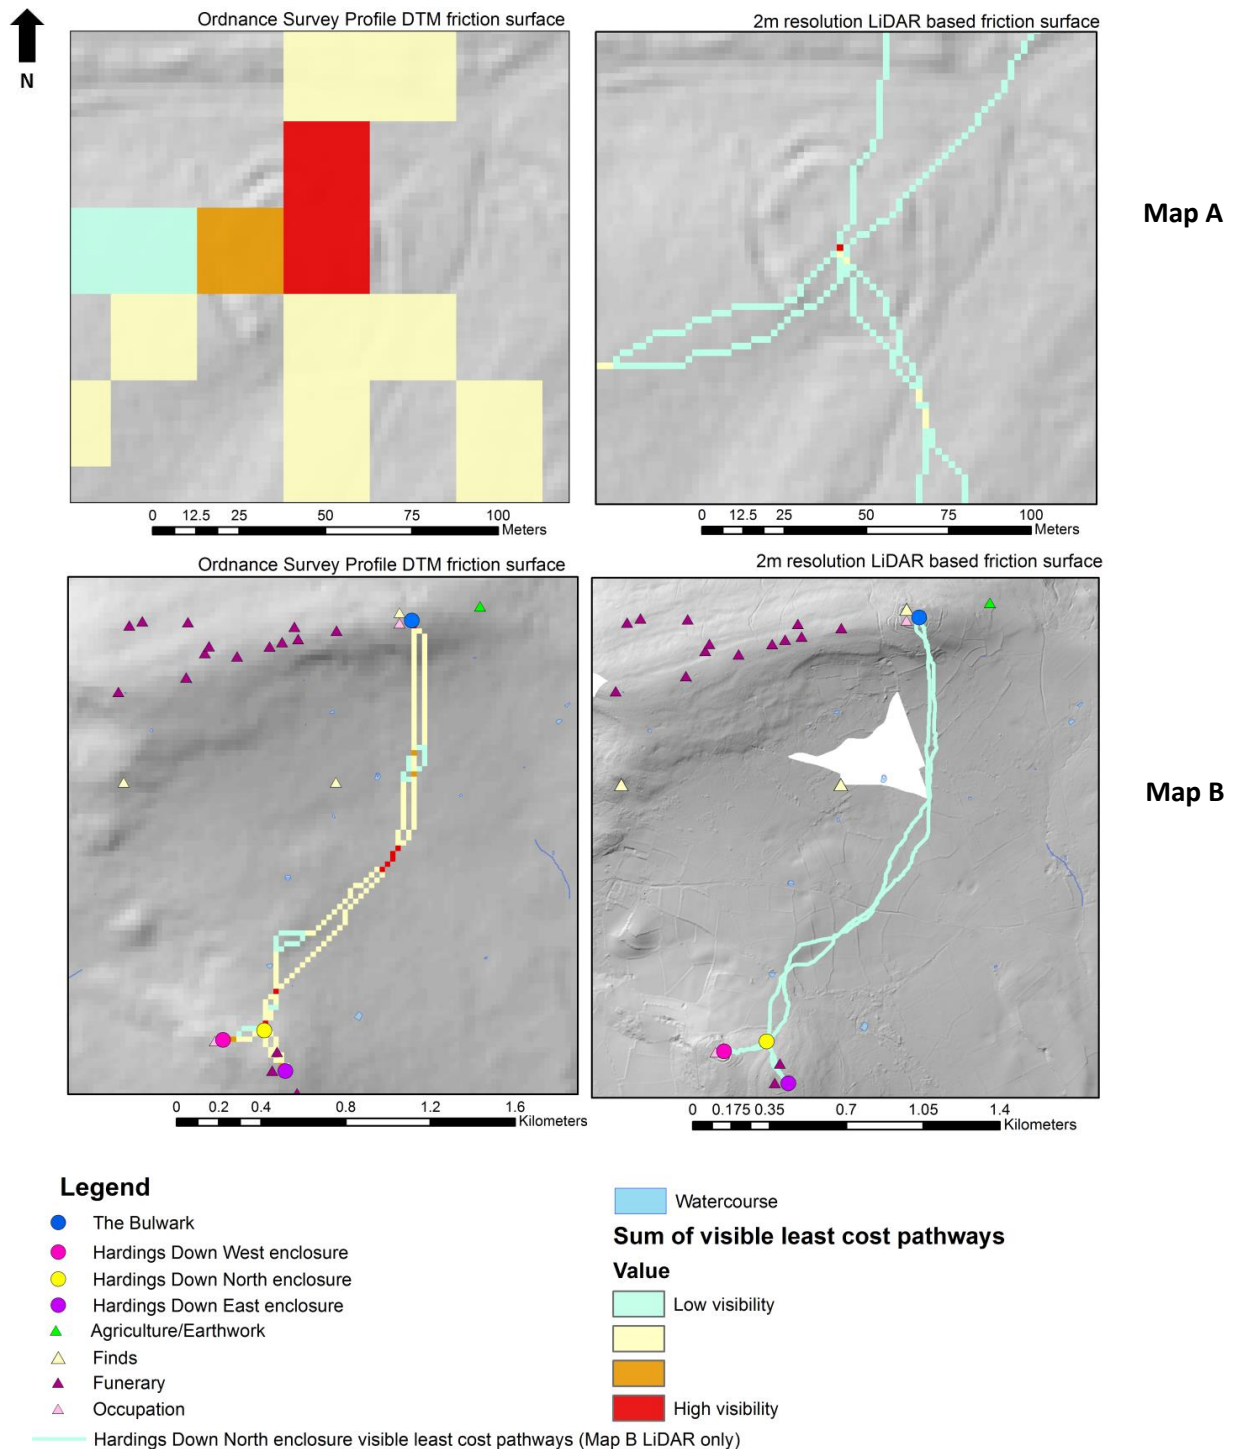 Ordnance Survey Profile DTM friction surface
2m resolution LiDAR based friction surface
N
Map A
0 12.5 25 50 75 100
Meters
0 12.5 25 50 75 100
Meters
Ordnance Survey Profile DTM friction surface
2m resolution LiDAR based friction surface
Map B
0 0.2 0.4 0.8 1.2 1.6
Kilometers
0 0.175 0.35 0.7 1.05 1.4
Kilometers
Legend
The Bulwark
Hardings Down West enclosure
Hardings Down North enclosure
Hardings Down East enclosure
Agriculture/Earthwork
Finds
Funerary
Occupation
Hardings Down North enclosure visible least cost pathways (Map B LiDAR only)
Watercourse
Sum of visible least cost pathways
Value
Low visibility
High visibility